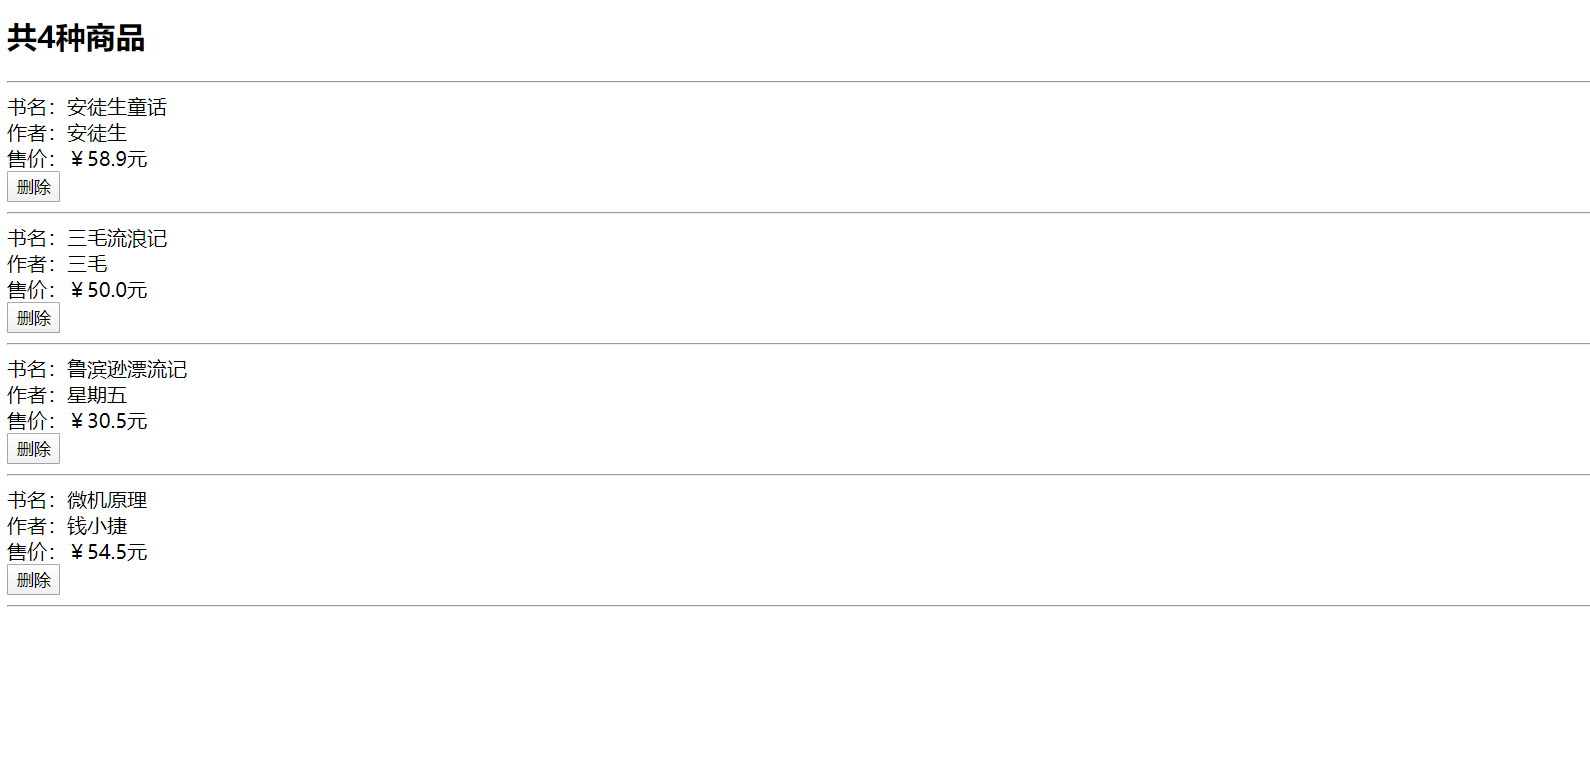 共4种商品
书名：安徒生童话
作者：安徒生
售价：￥58.9元
删除
书名：三毛流浪记
作者：三毛
售价：￥50.0元
删除
书名：鲁滨逊漂流记
作者：星期五
售价：￥30.5元
删除
书名：微机原理
作者：钱小捷
售价：￥54.5元
删除